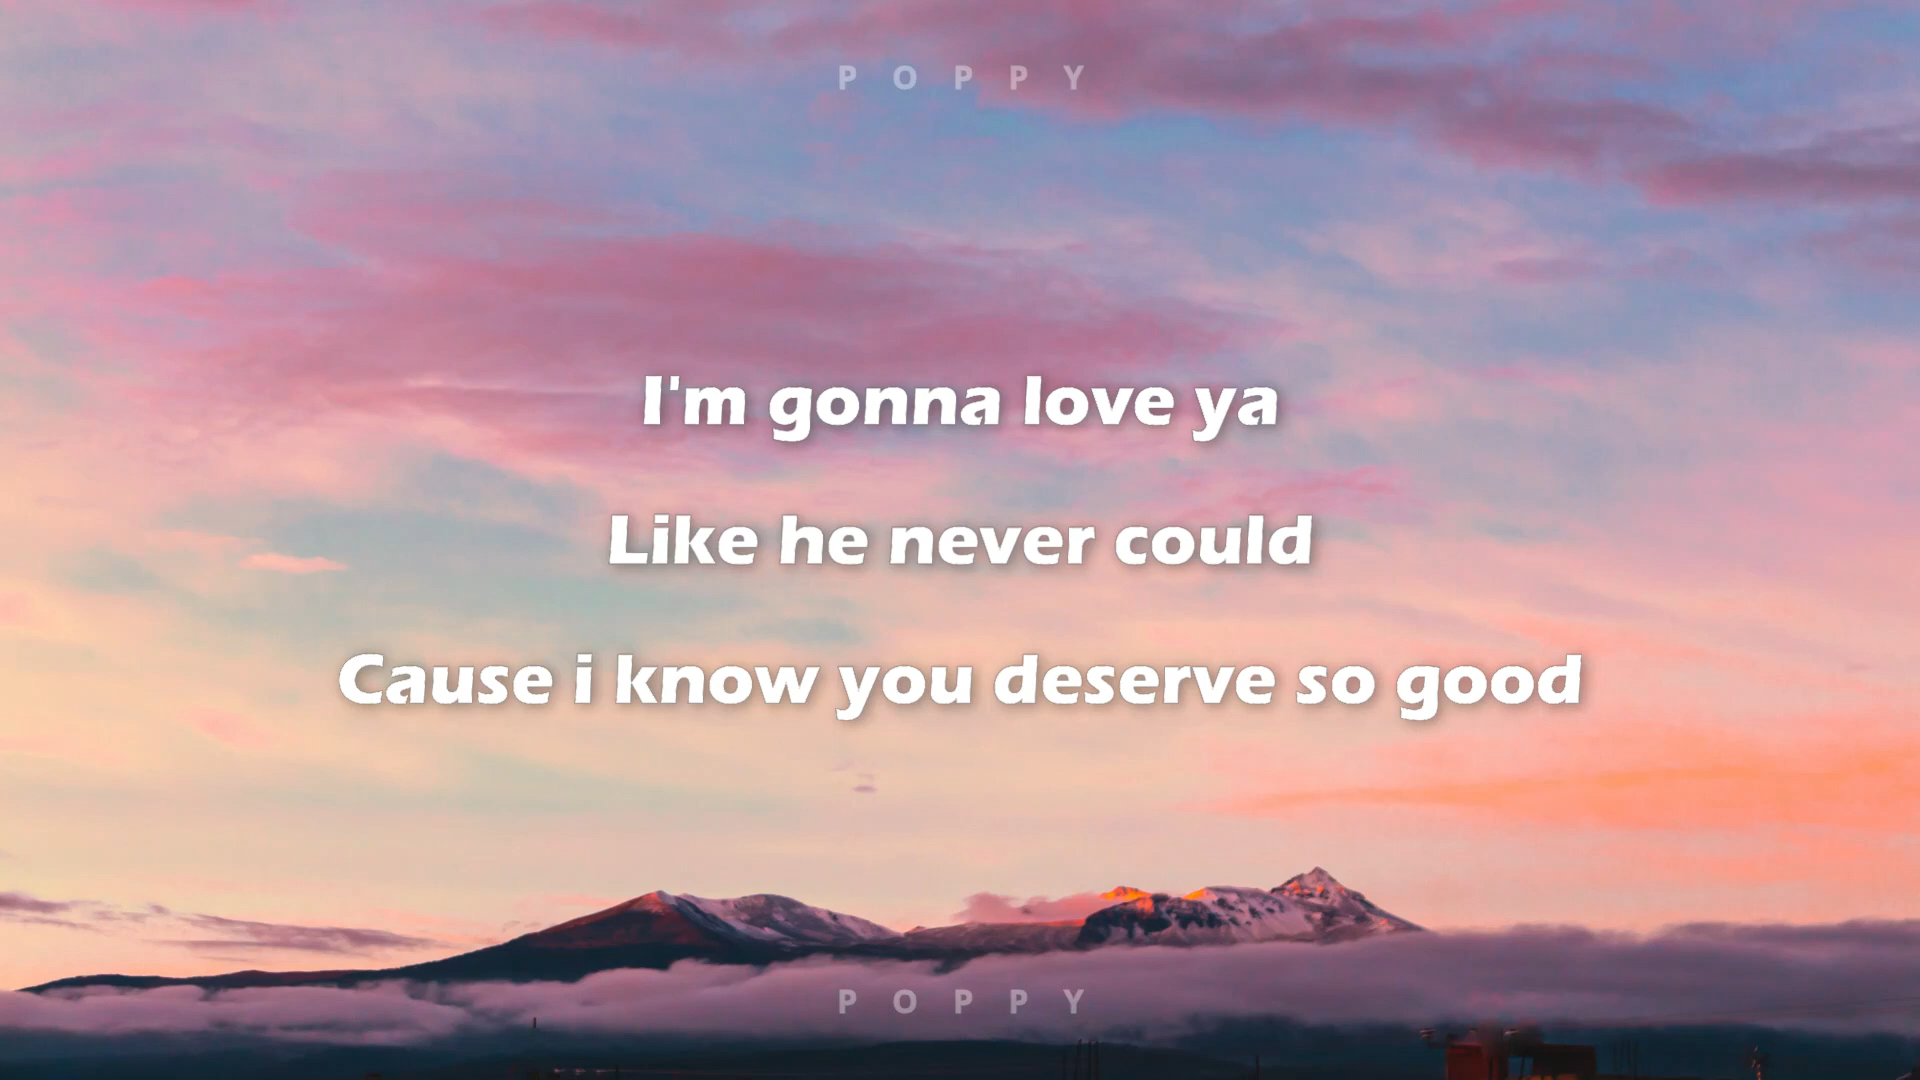 P O P P Y
I'm gonna love ya
Like he never could
Cause i know you deserve so good
P O P P Y